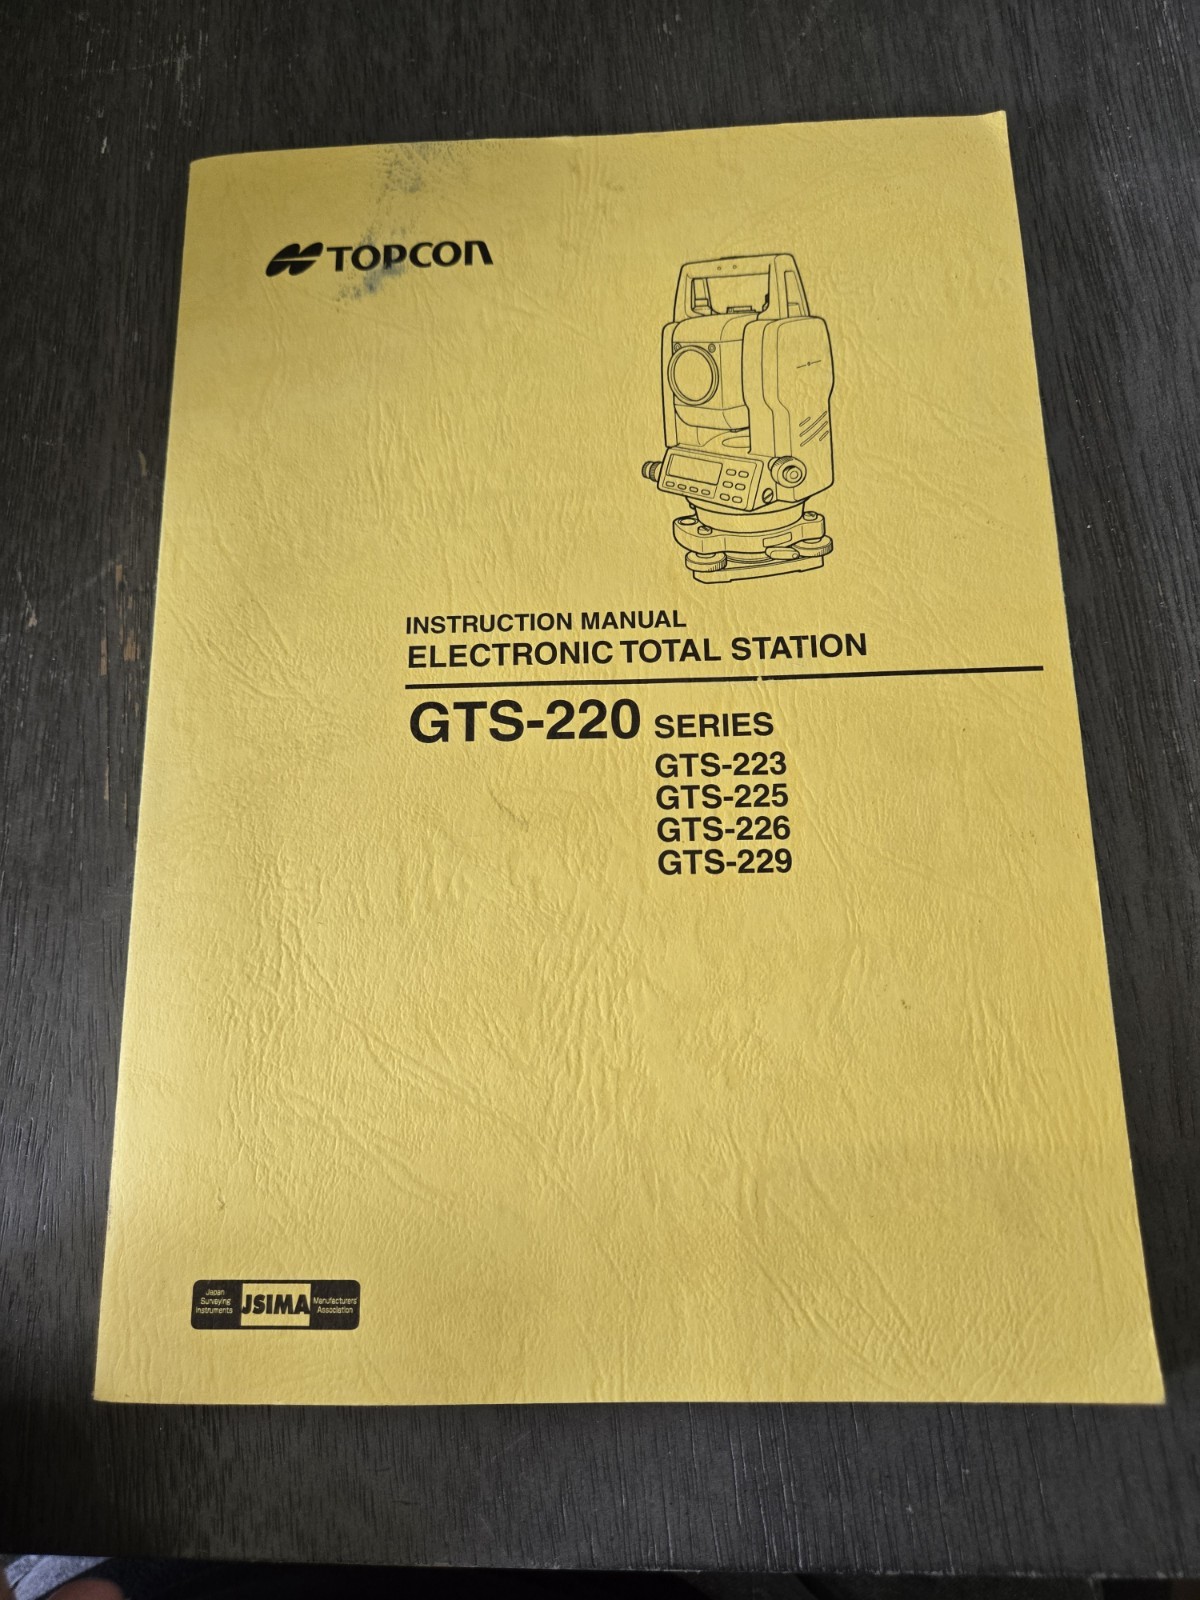 TOPCON
INSTRUCTION MANUAL
ELECTRONIC TOTAL STATION
GTS-220 SERIES
GTS-223
GTS-225
GTS-226
GTS-229
Japan
Surveying
Instruments
JSIMA
Manufacturers'
Association